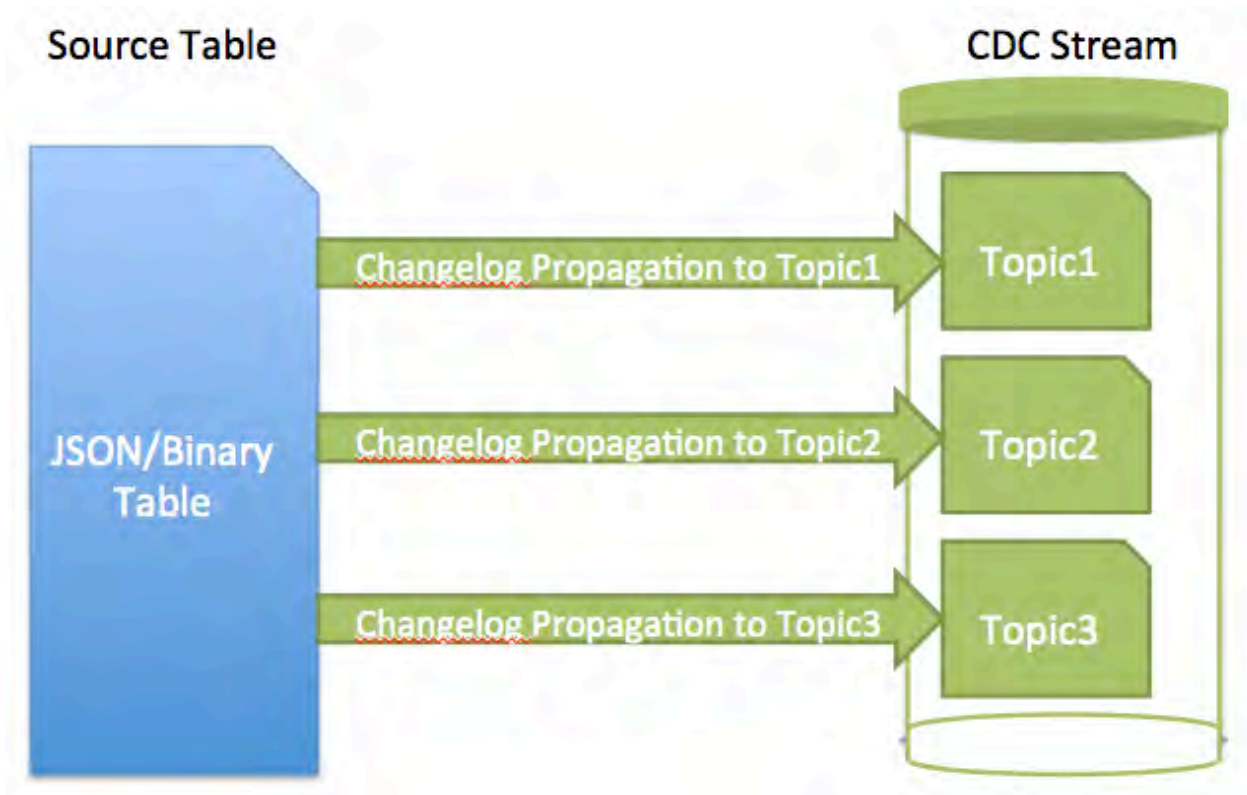 Source Table
CDC Stream
Changelog Propagation to Topic1
Topic1
JSON/Binary
Table
Changelog Propagation to Topic2
Topic2
Changelog Propagation to Topic3
Topic3